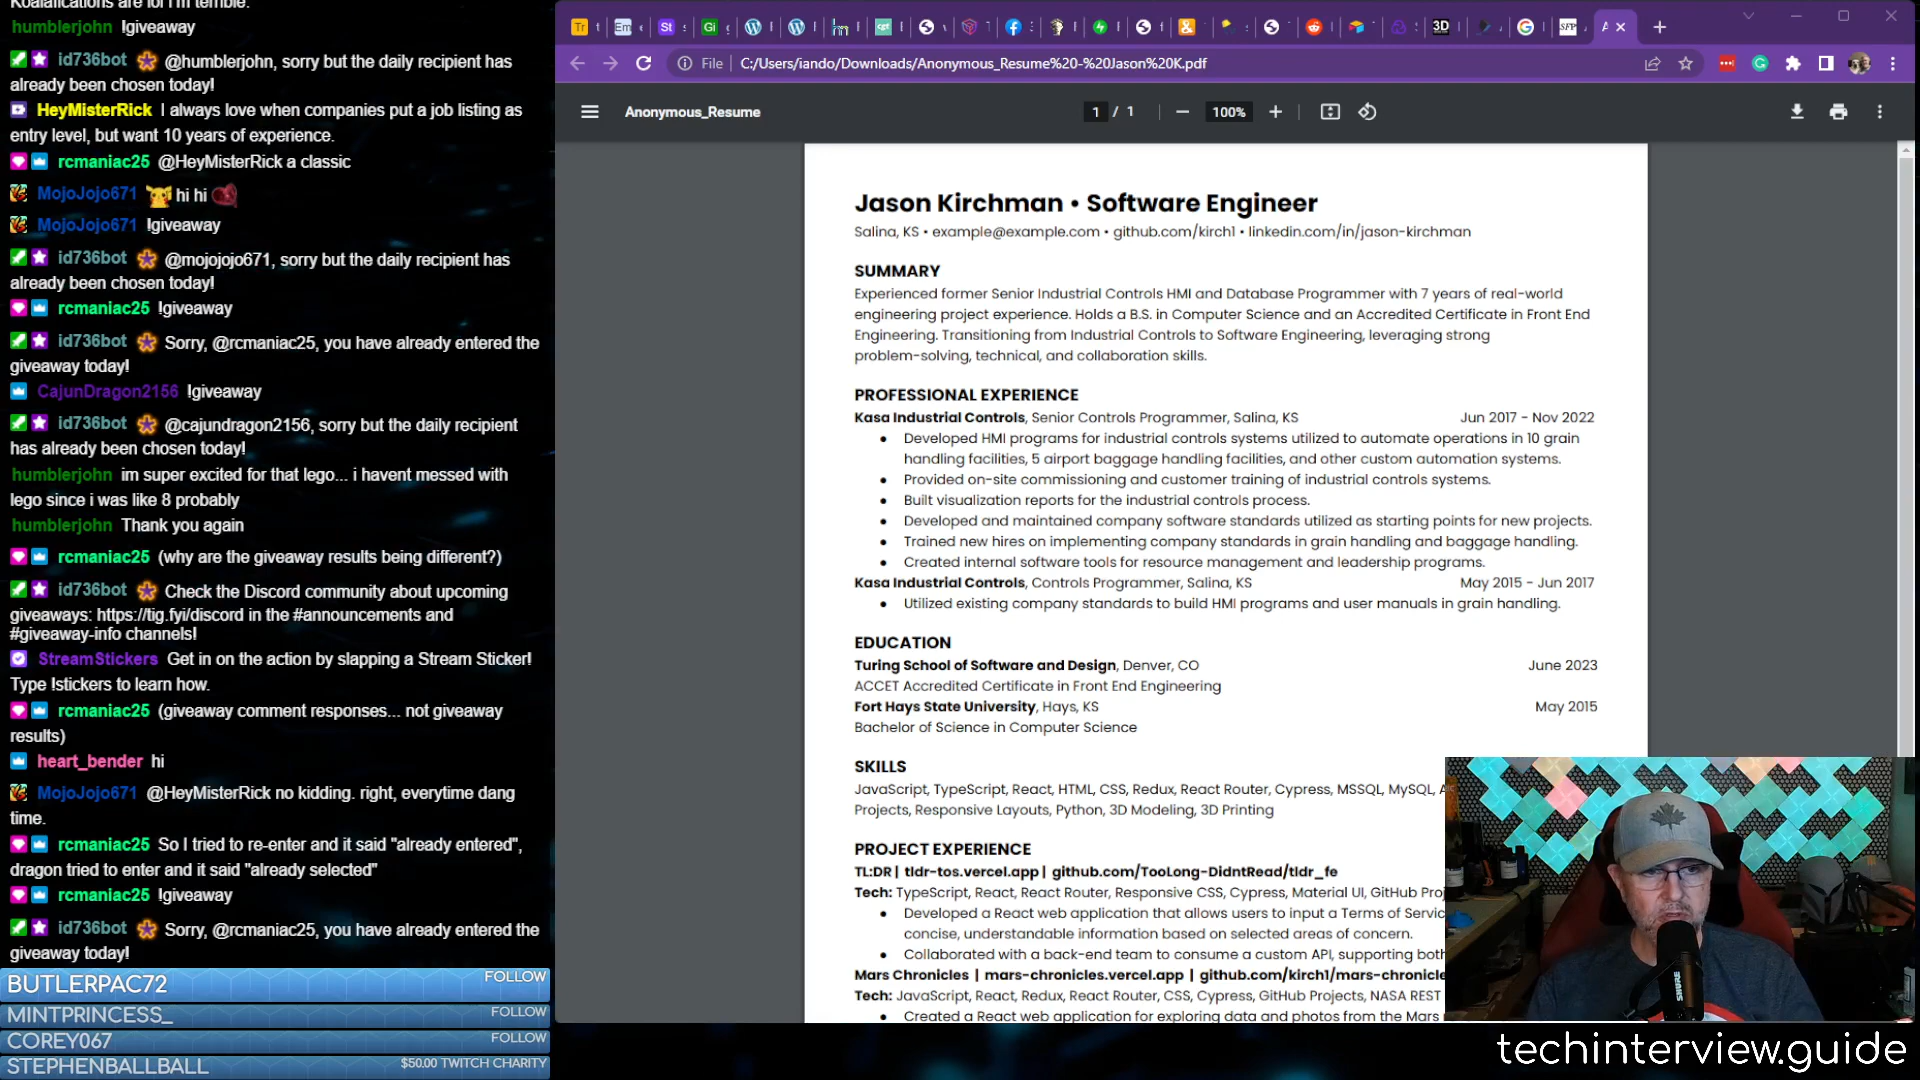 Koalafications are lol i'm terrible.
humblerjohn !giveaway
id736bot @humblerjohn, sorry but the daily recipient has
already been chosen today!
HeyMisterRick I always love when companies put a job listing as
entry level, but want 10 years of experience.
rcmaniac25 @HeyMisterRick a classic
MojoJojo671 hi hi
MojoJojo671 !giveaway
id736bot @mojojojo671, sorry but the daily recipient has
already been chosen today!
rcmaniac25 !giveaway
id736bot Sorry, @rcmaniac25, you have already entered the
giveaway today!
CajunDragon2156 !giveaway
id736bot @cajundragon2156, sorry but the daily recipient
has already been chosen today!
humblerjohn im super excited for that lego... i havent messed with
lego since i was like 8 probably
humblerjohn Thank you again
rcmaniac25 (why are the giveaway results being different?)
id736bot Check the Discord community about upcoming
giveaways: https://tig.fyi/discord in the #announcements and
#giveaway-info channels!
StreamStickers Get in on the action by slapping a Stream Sticker!
Type !stickers to learn how.
rcmaniac25 (giveaway comment responses... not giveaway
results)
heart_bender hi
MojoJojo671 @HeyMisterRick no kidding. right, everytime dang
time.
rcmaniac25 So I tried to re-enter and it said "already entered",
dragon tried to enter and it said "already selected"
rcmaniac25 !giveaway
id736bot Sorry, @rcmaniac25, you have already entered the
giveaway today!
BUTLERPAC72 FOLLOW
MINTPRINCESS_ FOLLOW
COREY067 FOLLOW
STEPHENBALLBALL $50.00 TWITCH CHARITY
File C:/Users/iando/Downloads/Anonymous_Resume%20-%20Jason%20K.pdf
Anonymous_Resume 1 / 1 100%
Jason Kirchman • Software Engineer
Salina, KS • example@example.com • github.com/kirch1 • linkedin.com/in/jason-kirchman
SUMMARY
Experienced former Senior Industrial Controls HMI and Database Programmer with 7 years of real-world
engineering project experience. Holds a B.S. in Computer Science and an Accredited Certificate in Front End
Engineering. Transitioning from Industrial Controls to Software Engineering, leveraging strong
problem-solving, technical, and collaboration skills.
PROFESSIONAL EXPERIENCE
Kasa Industrial Controls, Senior Controls Programmer, Salina, KS Jun 2017 - Nov 2022
• Developed HMI programs for industrial controls systems utilized to automate operations in 10 grain
handling facilities, 5 airport baggage handling facilities, and other custom automation systems.
• Provided on-site commissioning and customer training of industrial controls systems.
• Built visualization reports for the industrial controls process.
• Developed and maintained company software standards utilized as starting points for new projects.
• Trained new hires on implementing company standards in grain handling and baggage handling.
• Created internal software tools for resource management and leadership programs.
Kasa Industrial Controls, Controls Programmer, Salina, KS May 2015 - Jun 2017
• Utilized existing company standards to build HMI programs and user manuals in grain handling.
EDUCATION
Turing School of Software and Design, Denver, CO June 2023
ACCET Accredited Certificate in Front End Engineering
Fort Hays State University, Hays, KS May 2015
Bachelor of Science in Computer Science
SKILLS
JavaScript, TypeScript, React, HTML, CSS, Redux, React Router, Cypress, MSSQL, MySQL,
Projects, Responsive Layouts, Python, 3D Modeling, 3D Printing
PROJECT EXPERIENCE
TL:DR | tldr-tos.vercel.app | github.com/TooLong-DidntRead/tldr_fe
Tech: TypeScript, React, React Router, Responsive CSS, Cypress, Material UI, GitHub Proj
• Developed a React web application that allows users to input a Terms of Servic
concise, understandable information based on selected areas of concern.
• Collaborated with a back-end team to consume a custom API, supporting both
Mars Chronicles | mars-chronicles.vercel.app | github.com/kirch1/mars-chronicle
Tech: JavaScript, React, Redux, React Router, CSS, Cypress, GitHub Projects, NASA REST
• Created a React web application for exploring data and photos from the Mars
SHURE
techinterview.guide